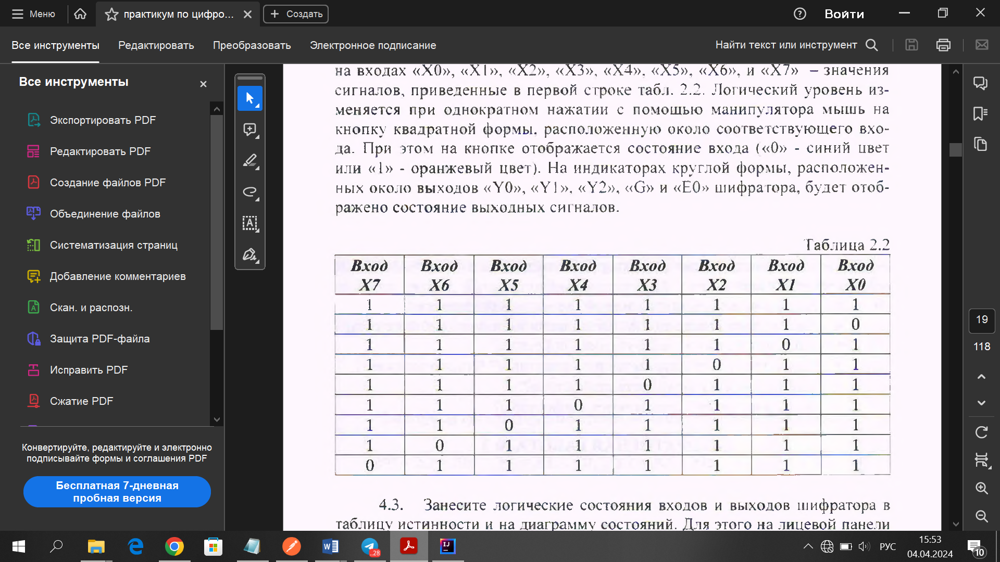 Меню
практикум по цифро...
Создать
Войти
Все инструменты
Редактировать
Преобразовать
Электронное подписание
Найти текст или инструмент
Все инструменты
Экспортировать PDF
Редактировать PDF
Создание файлов PDF
Объединение файлов
Систематизация страниц
Добавление комментариев
Скан. и распозн.
Защита PDF-файла
Исправить PDF
Сжатие PDF
Конвертируйте, редактируйте и электронно
подписывайте формы и соглашения PDF
Бесплатная 7-дневная
пробная версия
на входах «X0», «X1», «X2», «X3», «X4», «X5», «X6», и «X7» – значения
сигналов, приведенные в первой строке табл. 2.2. Логический уровень из-
меняется при однократном нажатии с помощью манипулятора мышь на
кнопку квадратной формы, расположенную около соответствующего вхо-
да. При этом на кнопке отображается состояние входа («0» - синий цвет
или «1» - оранжевый цвет). На индикаторах круглой формы, расположен-
ных около выходов «Y0», «Y1», «Y2», «G» и «E0» шифратора, будет отоб-
ражено состояние выходных сигналов.
Таблица 2.2
Вход X7 Вход X6 Вход X5 Вход X4 Вход X3 Вход X2 Вход X1 Вход X0
1 1 1 1 1 1 1 1
1 1 1 1 1 1 1 0
1 1 1 1 1 1 0 1
1 1 1 1 1 0 1 1
1 1 1 1 0 1 1 1
1 1 1 0 1 1 1 1
1 1 0 1 1 1 1 1
1 0 1 1 1 1 1 1
0 1 1 1 1 1 1 1
4.3. Занесите логические состояния входов и выходов шифратора в
таблицу истинности и на диаграмму состояний. Для этого на лицевой панели
19
118
..28
РУС
15:53
04.04.2024
10